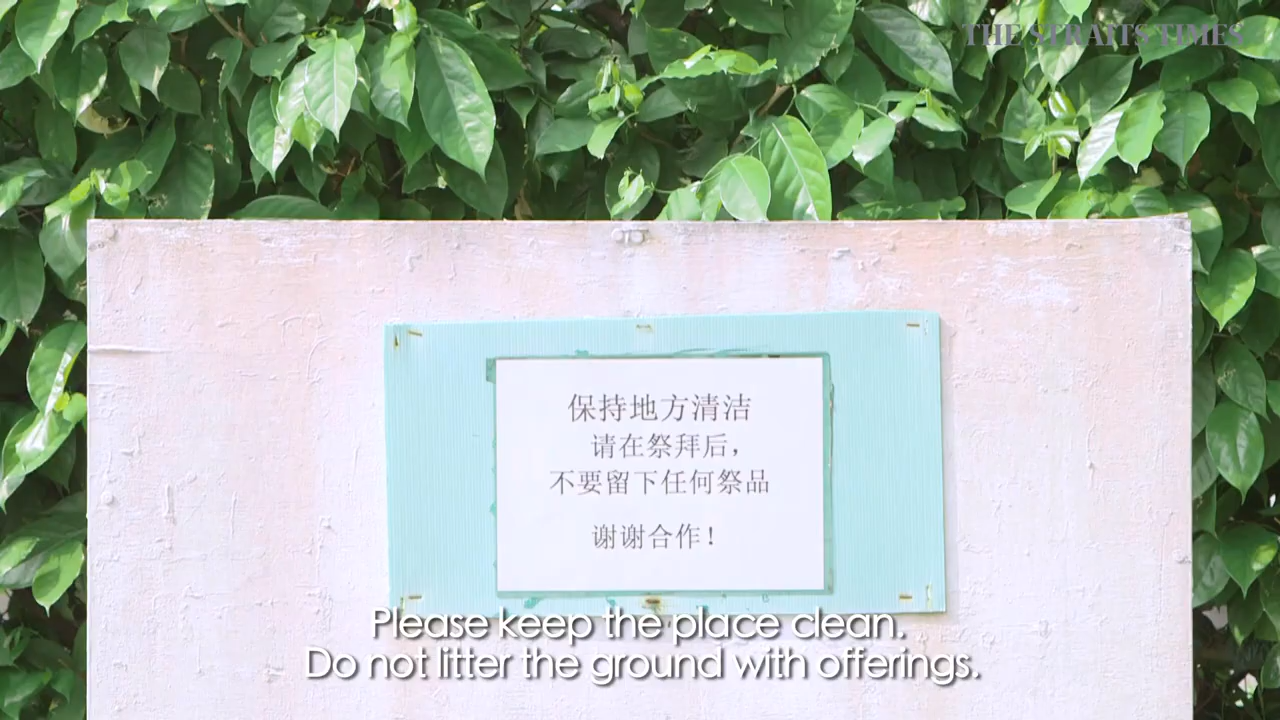 THE STRAITS TIMES
保持地方清洁
请在祭拜后，
不要留下任何祭品
谢谢合作！
Please keep the place clean.
Do not litter the ground with offerings.